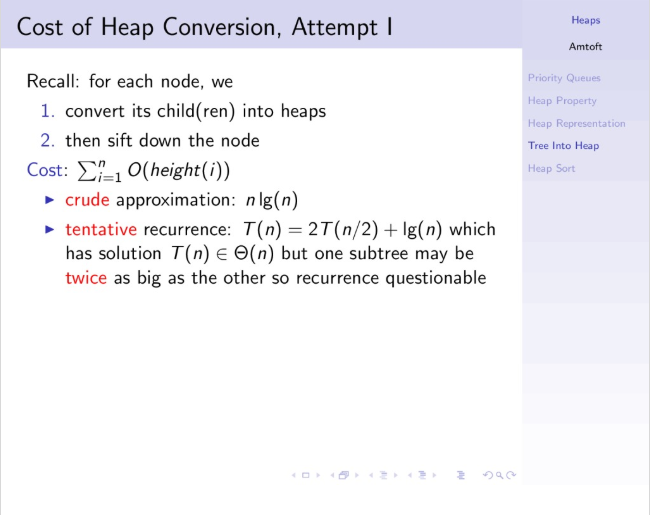 Cost of Heap Conversion, Attempt I
Recall: for each node, we
1. convert its child(ren) into heaps
2. then sift down the node
Cost: ∑ⁿᵢ₌₁ O(height(i))
▶ crude approximation: n lg(n)
▶ tentative recurrence: T(n) = 2T(n/2) + lg(n) which
has solution T(n) ∈ Θ(n) but one subtree may be
twice as big as the other so recurrence questionable
Heaps
Amtoft
Priority Queues
Heap Property
Heap Representation
Tree Into Heap
Heap Sort